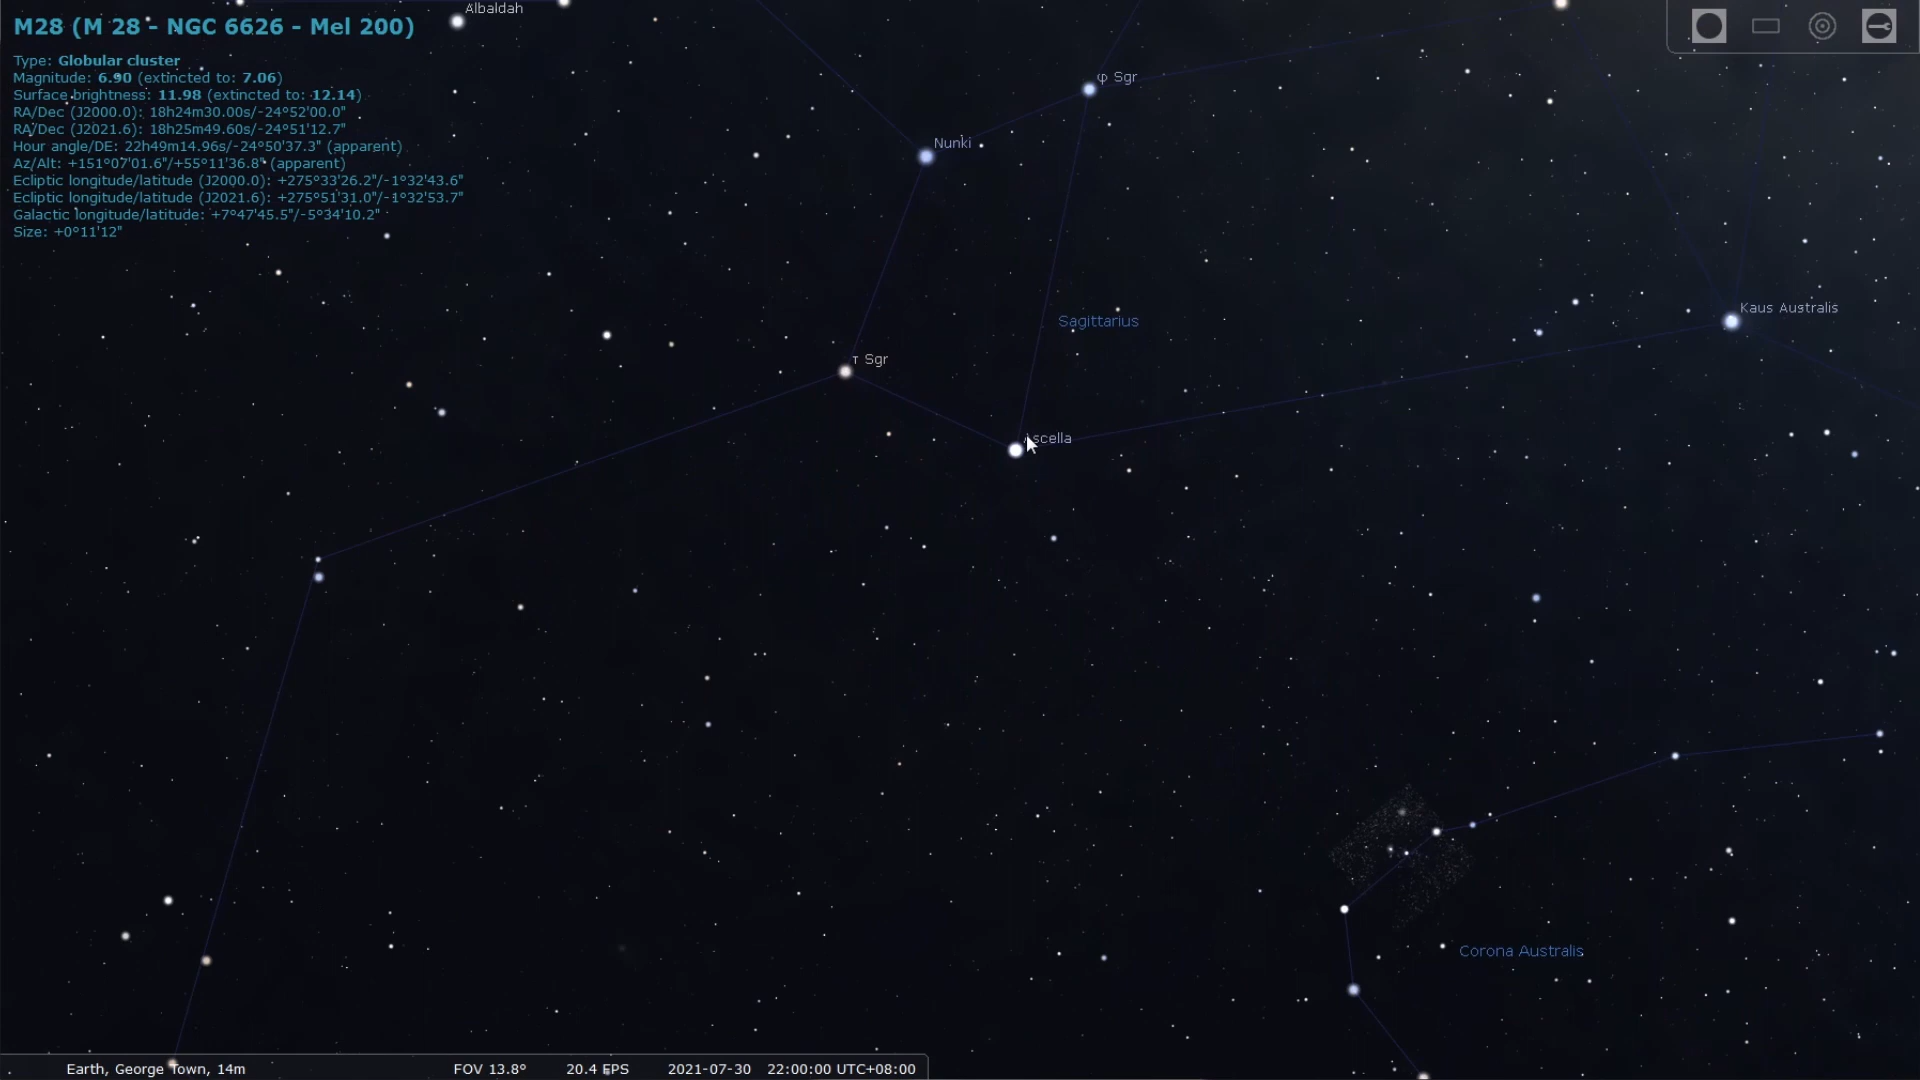 Albaldah
M28 (M 28 - NGC 6626 - Mel 200)
Type: Globular cluster
Magnitude: 6.90 (extincted to: 7.06)
Surface brightness: 11.98 (extincted to: 12.14)
RA/Dec (J2000.0): 18h24m30.00s/-24°52'00.0"
RA/Dec (J2021.6): 18h25m49.60s/-24°51'12.7"
Hour angle/DE: 22h49m14.96s/-24°50'37.3" (apparent)
Az/Alt: +151°07'01.6"/+55°11'36.8" (apparent)
Ecliptic longitude/latitude (J2000.0): +275°33'26.2"/-1°32'43.6"
Ecliptic longitude/latitude (J2021.6): +275°51'31.0"/-1°32'53.7"
Galactic longitude/latitude: +7°47'45.5"/-5°34'10.2"
Size: +0°11'12"
φ Sgr
Nunki
Kaus Australis
Sagittarius
τ Sgr
Ascella
Corona Australis
Earth, George Town, 14m FOV 13.8° 20.4 FPS 2021-07-30 22:00:00 UTC+08:00